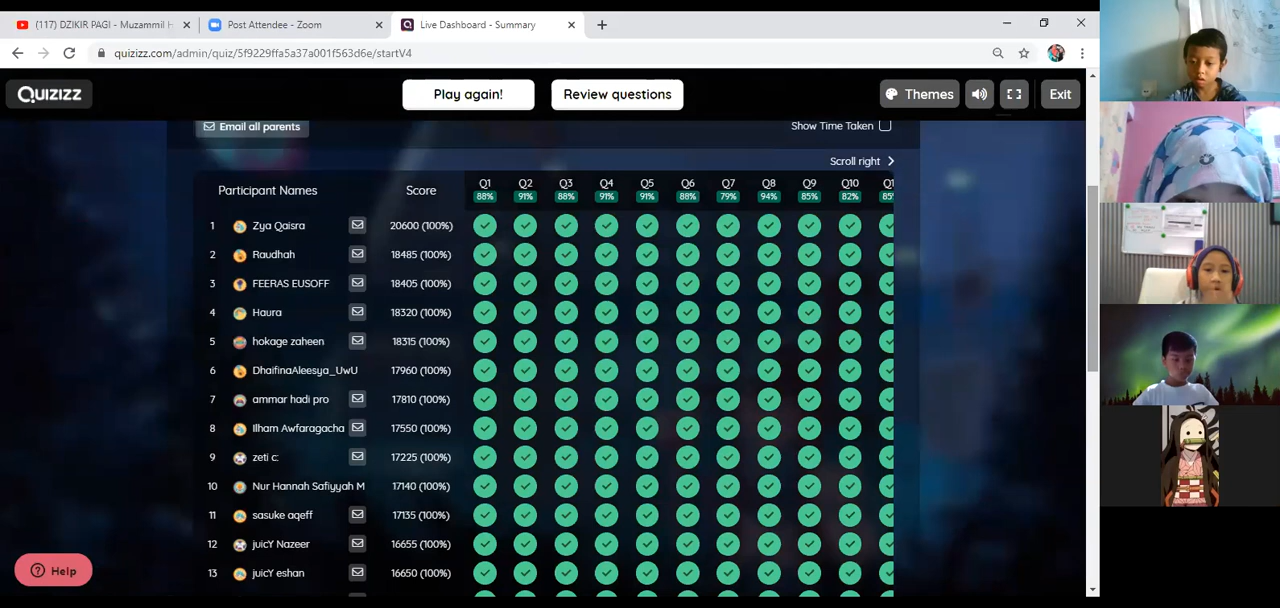 (117) DZIKIR PAGI - Muzammil H
Post Attendee - Zoom
Live Dashboard - Summary
quizizz.com/admin/quiz/5f9229ffa5a37a001f563d6e/startV4
QUIZIZZ
Play again!
Review questions
Themes
Exit
Email all parents
Show Time Taken
Scroll right
Participant Names Score Q1 Q2 Q3 Q4 Q5 Q6 Q7 Q8 Q9 Q10 Q1
88% 91% 88% 91% 91% 88% 79% 94% 85% 82% 85%
1 Zya Qaisra 20600 (100%)
2 Raudhah 18485 (100%)
3 FEERAS EUSOFF 18405 (100%)
4 Haura 18320 (100%)
5 hokage zaheen 18315 (100%)
6 DhaifinaAleesya_UwU 17960 (100%)
7 ammar hadi pro 17810 (100%)
8 Ilham Awfaragacha 17550 (100%)
9 zeti c: 17225 (100%)
10 Nur Hannah Safiyyah M 17140 (100%)
11 sasuke aqeff 17135 (100%)
12 juicY Nazeer 16655 (100%)
13 juicY eshan 16650 (100%)
Help